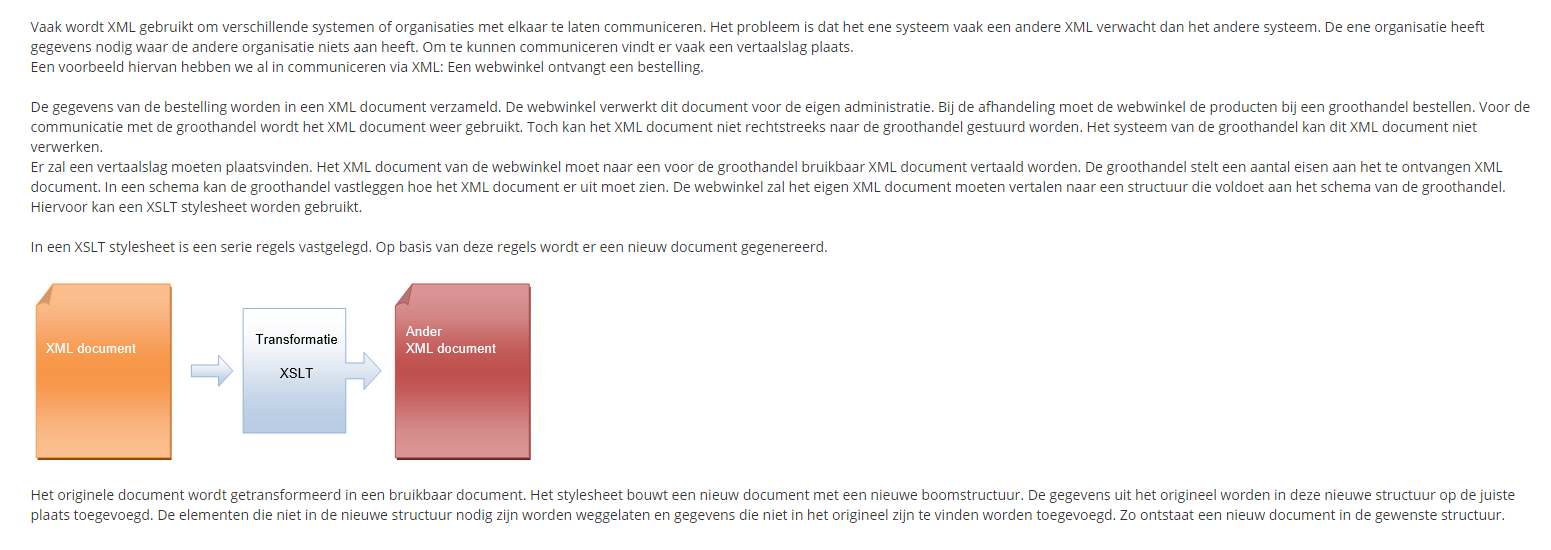 Vaak wordt XML gebruikt om verschillende systemen of organisaties met elkaar te laten communiceren. Het probleem is dat het ene systeem vaak een andere XML verwacht dan het andere systeem. De ene organisatie heeft
gegevens nodig waar de andere organisatie niets aan heeft. Om te kunnen communiceren vindt er vaak een vertaalslag plaats.
Een voorbeeld hiervan hebben we al in communiceren via XML: Een webwinkel ontvangt een bestelling.
De gegevens van de bestelling worden in een XML document verzameld. De webwinkel verwerkt dit document voor de eigen administratie. Bij de afhandeling moet de webwinkel de producten bij een groothandel bestellen. Voor de
communicatie met de groothandel wordt het XML document weer gebruikt. Toch kan het XML document niet rechtstreeks naar de groothandel gestuurd worden. Het systeem van de groothandel kan dit XML document niet
verwerken.
Er zal een vertaalslag moeten plaatsvinden. Het XML document van de webwinkel moet naar een voor de groothandel bruikbaar XML document vertaald worden. De groothandel stelt een aantal eisen aan het te ontvangen XML
document. In een schema kan de groothandel vastleggen hoe het XML document er uit moet zien. De webwinkel zal het eigen XML document moeten vertalen naar een structuur die voldoet aan het schema van de groothandel.
Hiervoor kan een XSLT stylesheet worden gebruikt.
In een XSLT stylesheet is een serie regels vastgelegd. Op basis van deze regels wordt er een nieuw document gegenereerd.
XML document
Transformatie
XSLT
Ander
XML document
Het originele document wordt getransformeerd in een bruikbaar document. Het stylesheet bouwt een nieuw document met een nieuwe boomstructuur. De gegevens uit het origineel worden in deze nieuwe structuur op de juiste
plaats toegevoegd. De elementen die niet in de nieuwe structuur nodig zijn worden weggelaten en gegevens die niet in het origineel zijn te vinden worden toegevoegd. Zo ontstaat een nieuw document in de gewenste structuur.